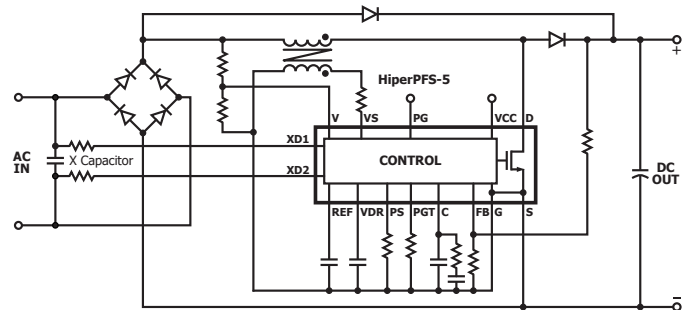 +
HiperPFS-5
V
VS
PG
VCC
D
XD1
AC
IN
X Capacitor
CONTROL
XD2
DC
OUT
REF
VDR
PS
PGT
C
FB
G
S
−